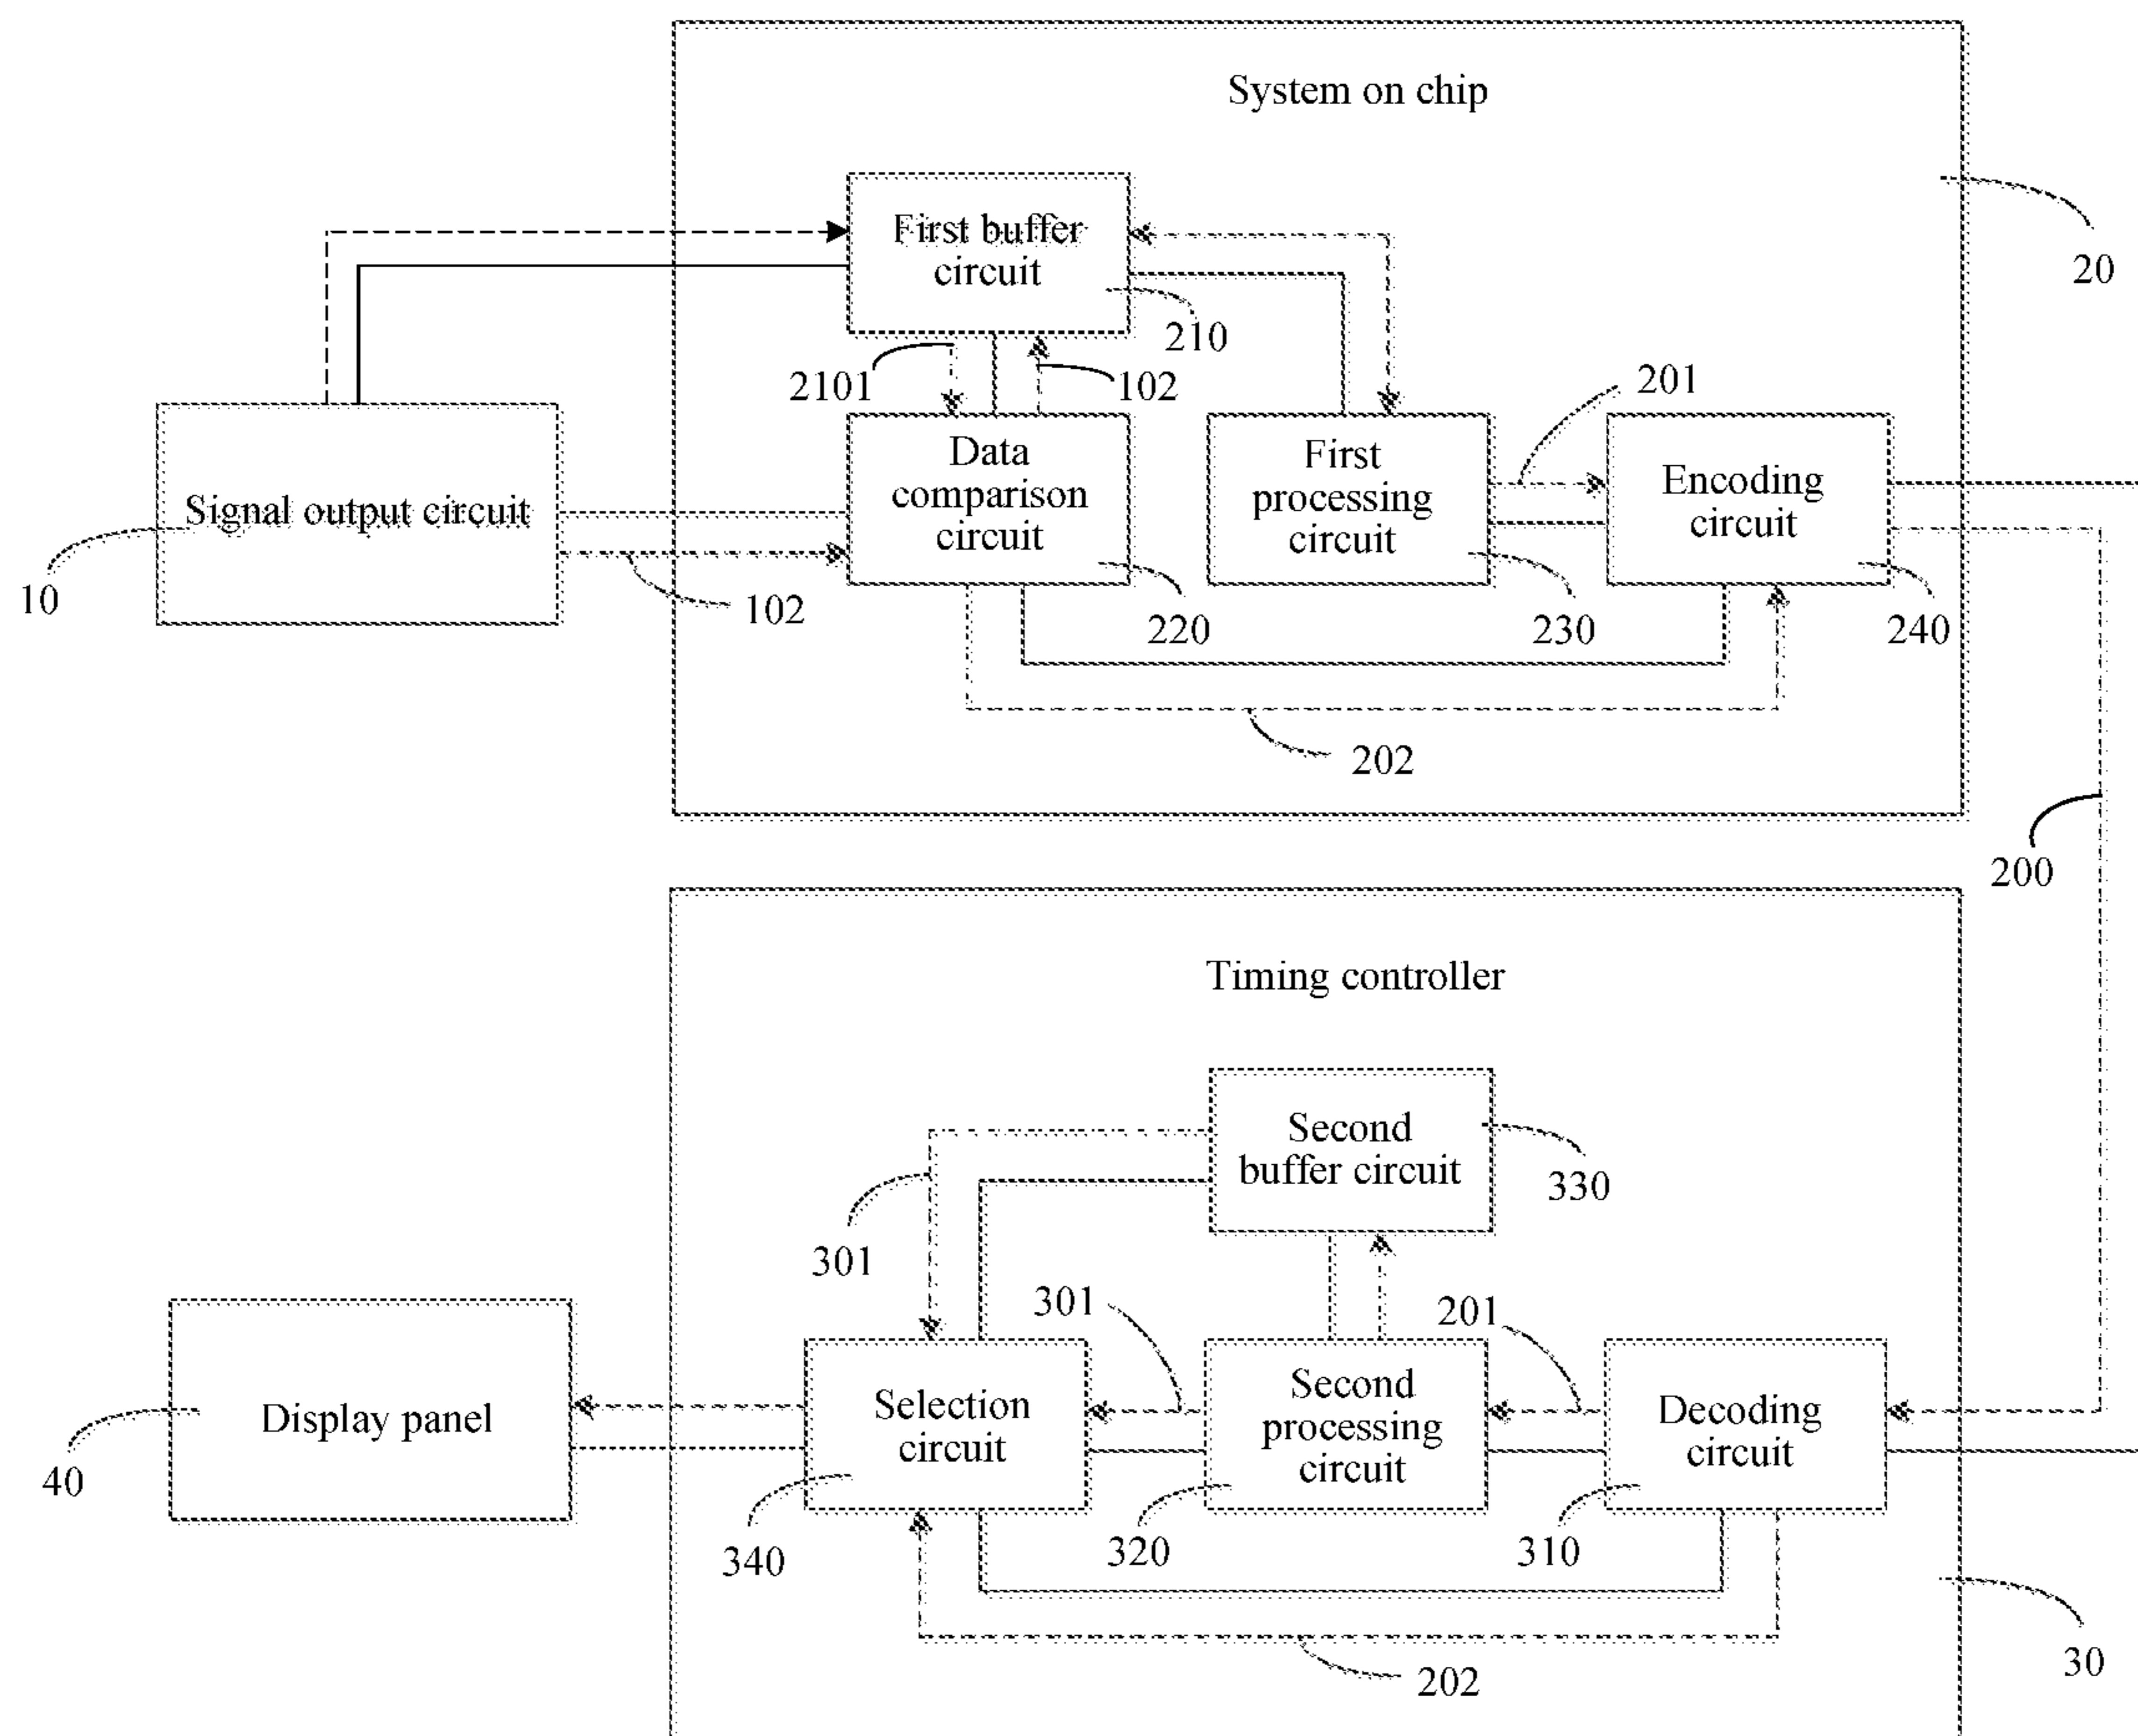 System on chip
First buffer
circuit
20
210
2101
102
201
Data
comparison
circuit
First
processing
circuit
Encoding
circuit
Signal output circuit
10
102
220
230
240
202
200
Timing controller
Second
buffer circuit
330
301
301
201
Display panel
Selection
circuit
Second
processing
circuit
Decoding
circuit
40
340
320
310
202
30